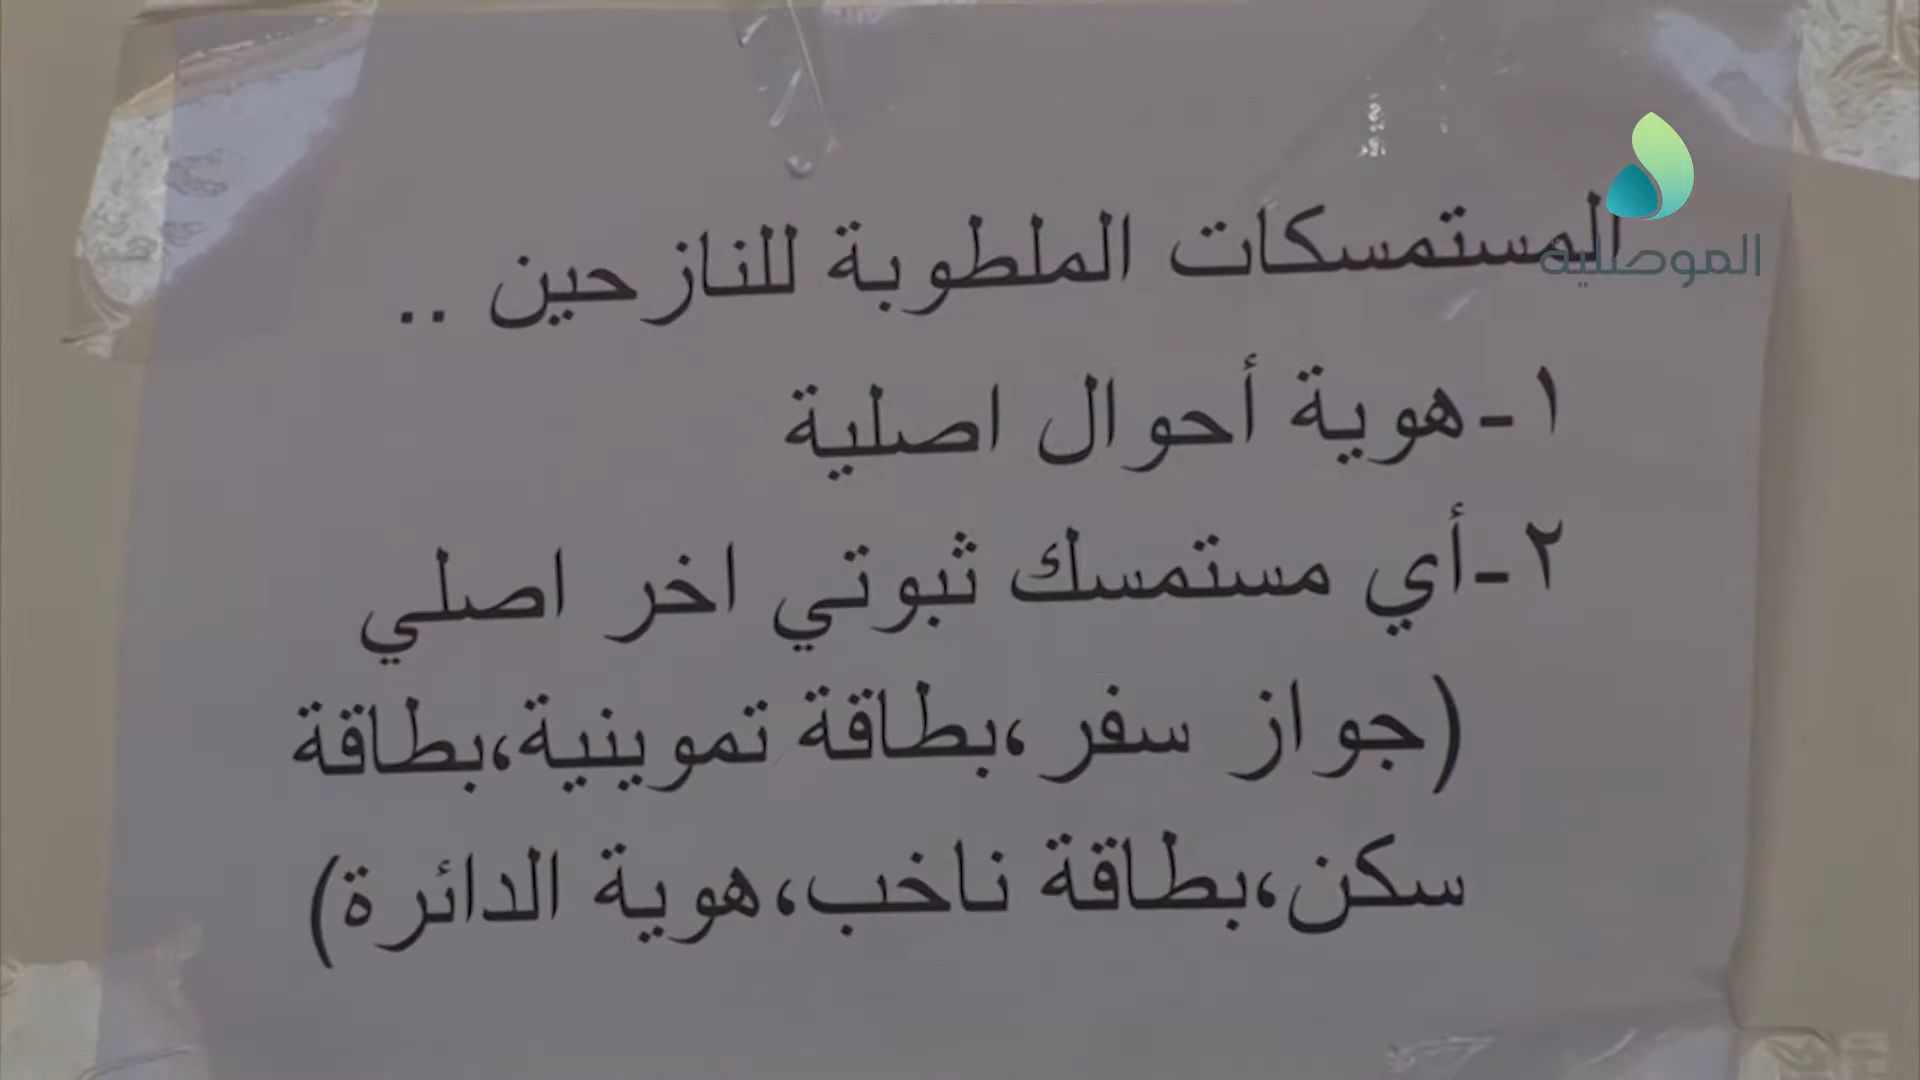 الموصلية
المستمسكات الملطوبة للنازحين ..
١-هوية أحوال اصلية
٢-أي مستمسك ثبوتي اخر اصلي
(جواز سفر،بطاقة تموينية،بطاقة
سكن،بطاقة ناخب،هوية الدائرة)